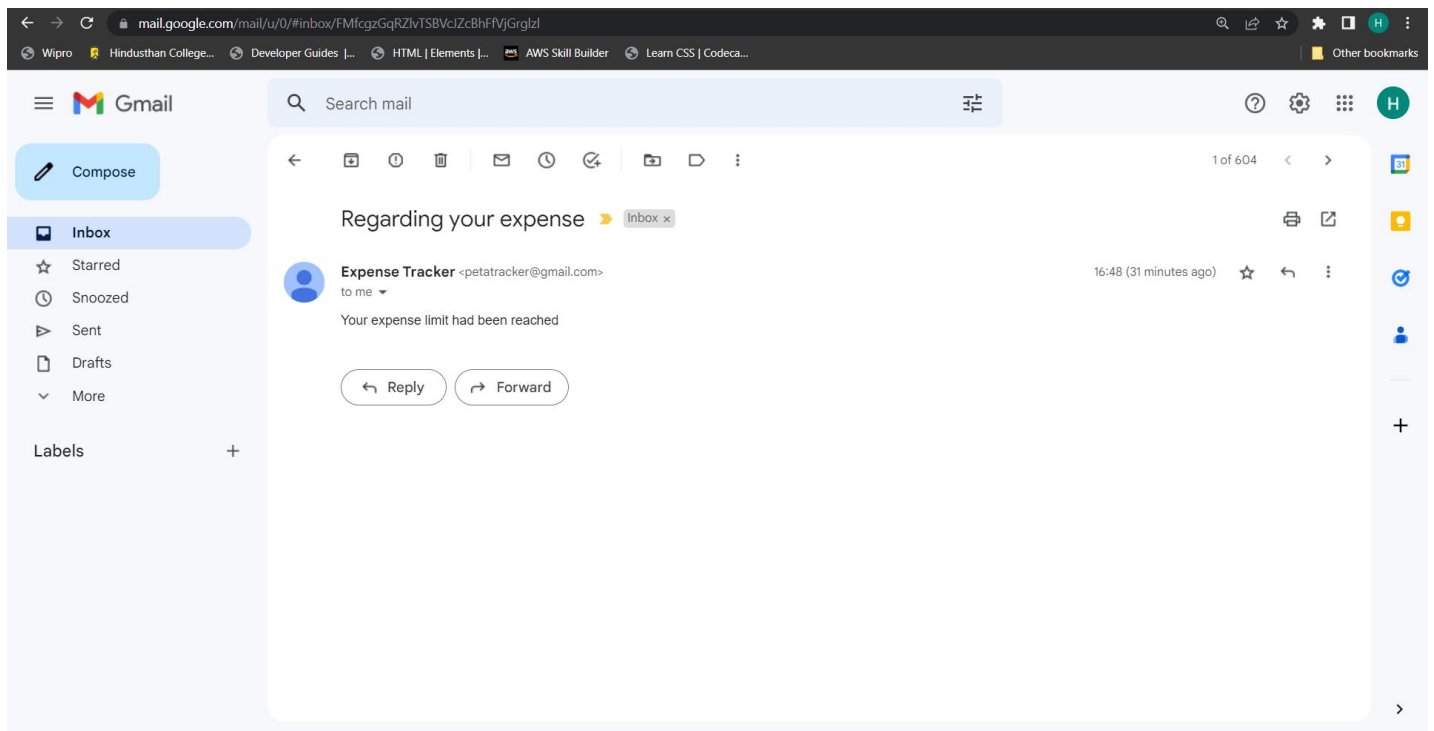 mail.google.com/mail/u/0/#inbox/FMfcgzGqRZlvTSBVcJZcBhFfVjGrglzl
H
Wipro Hindusthan College... Developer Guides |... HTML | Elements |... AWS Skill Builder Learn CSS | Codeca... Other bookmarks
Gmail Search mail H
Compose 1 of 604 31
Regarding your expense Inbox x
Inbox
Expense Tracker <petatracker@gmail.com> 16:48 (31 minutes ago)
Starred
to me
Snoozed
Your expense limit had been reached
Sent
Drafts
Reply Forward
More
Labels